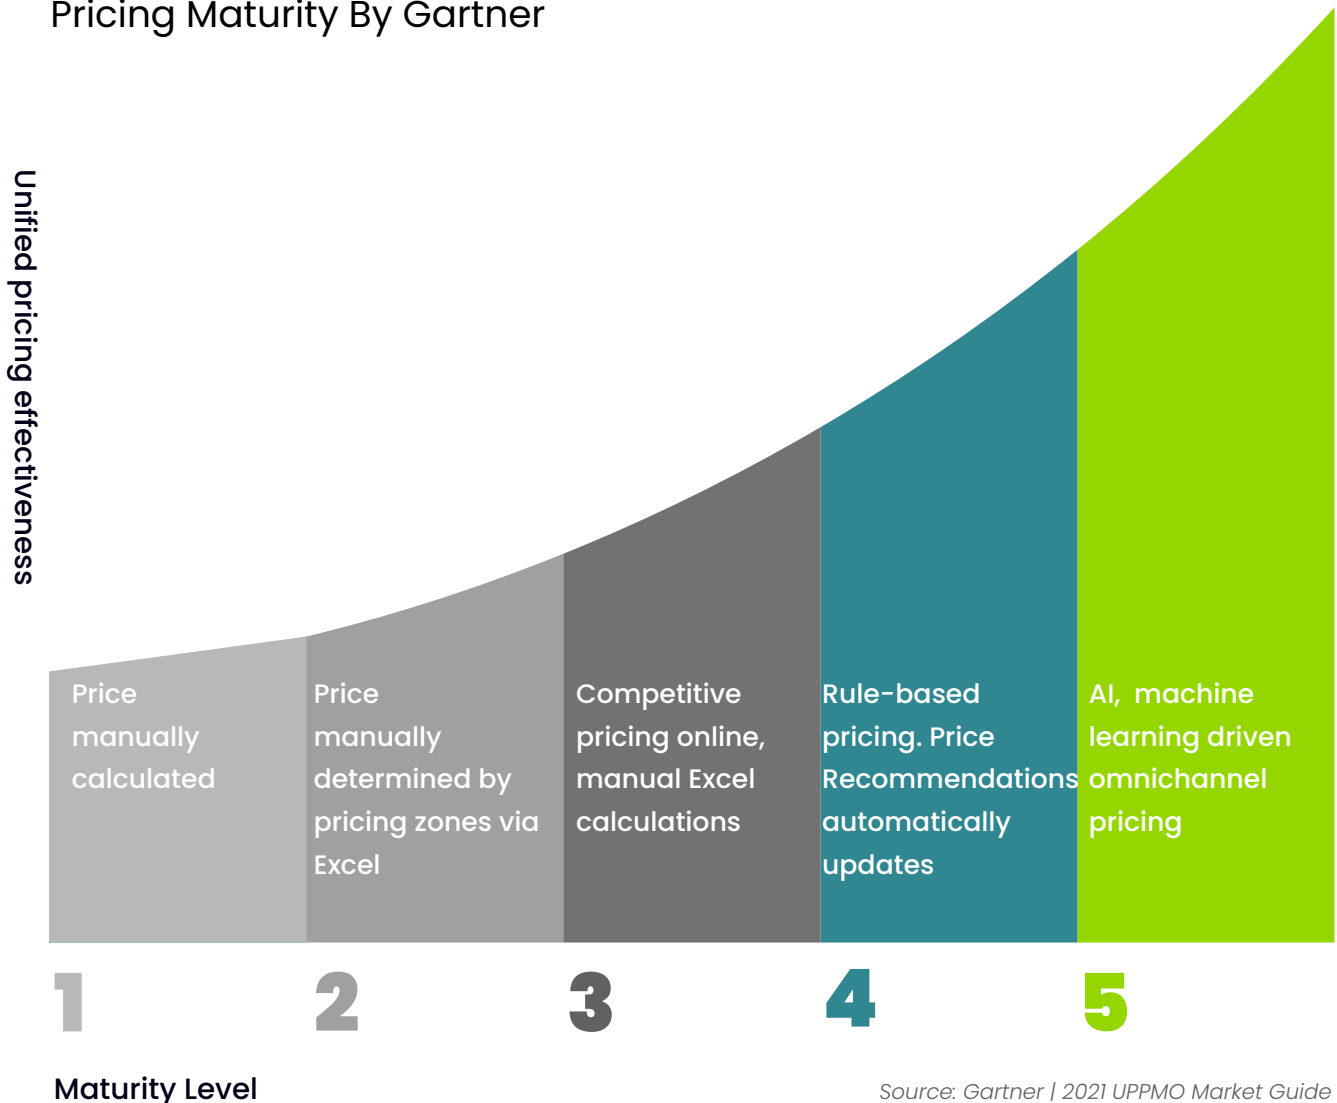 Pricing Maturity By Gartner
Unified pricing effectiveness
Price
manually
calculated
Price
manually
determined by
pricing zones via
Excel
Competitive
pricing online,
manual Excel
calculations
Rule-based
pricing. Price
Recommendations
automatically
updates
AI, machine
learning driven
omnichannel
pricing
1
2
3
4
5
Maturity Level
Source: Gartner | 2021 UPPMO Market Guide